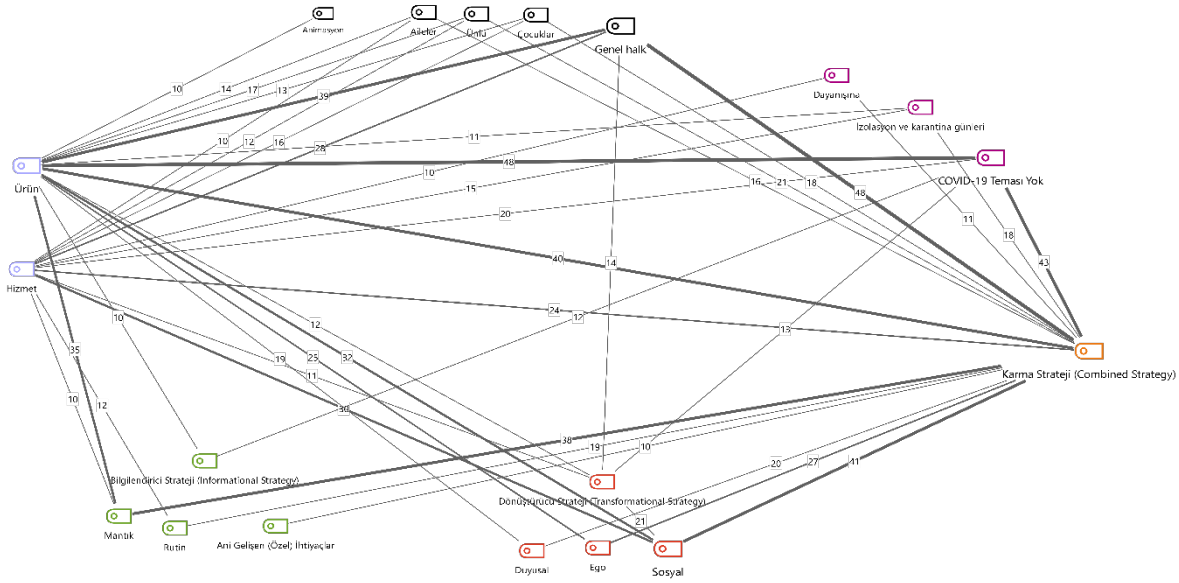 Animasyon
Aileler
Ünlü
Çocuklar
Genel halk
Dayanışma
İzolasyon ve karantina günleri
COVID-19 Teması Yok
Ürün
Hizmet
10
14
17
13
39
10
12
16
28
11
10
48
15
20
16
21
18
48
11
18
43
40
14
24
12
13
10
12
35
19
25
32
11
10
12
30
38
19
10
20
27
41
21
Karma Strateji (Combined Strategy)
Bilgilendirici Strateji (Informational Strategy)
Dönüştürücü Strateji (Transformational Strategy)
Mantık
Rutin
Ani Gelişen (Özel) İhtiyaçlar
Duyusal
Ego
Sosyal